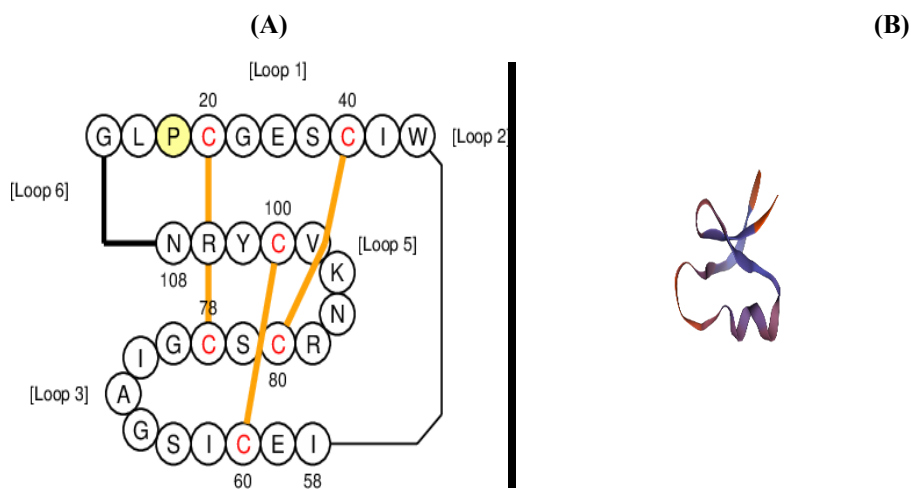 (A) (B)
[Loop 1]
20 40
G L P C G E S C I W [Loop 2]
[Loop 6]
100
N R Y C V [Loop 5]
108 K
78 N
G C S C R
I 80
[Loop 3] A
G
S I C E I
60 58